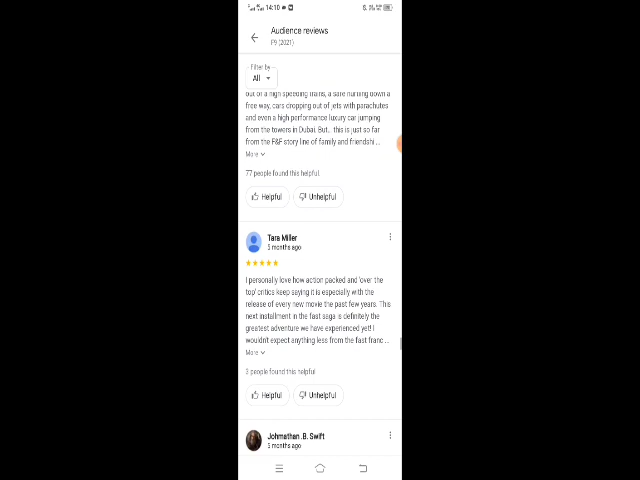 14:10
Audience reviews
F9 (2021)
Filter by
All
out of a high speeding trains, a safe hurtling down a
free way, cars dropping out of jets with parachutes
and even a high performance luxury car jumping
from the towers in Dubai. But... this is just so far
from the F&F story line of family and friendshi ...
More
77 people found this helpful.
Helpful
Unhelpful
Tara Miller
5 months ago
I personally love how action packed and 'over the
top' critics keep saying it is especially with the
release of every new movie the past few years. This
next installment in the fast saga is definitely the
greatest adventure we have experienced yet! I
wouldn't expect anything less from the fast franc ...
More
3 people found this helpful
Helpful
Unhelpful
Johmathan .B. Swift
5 months ago